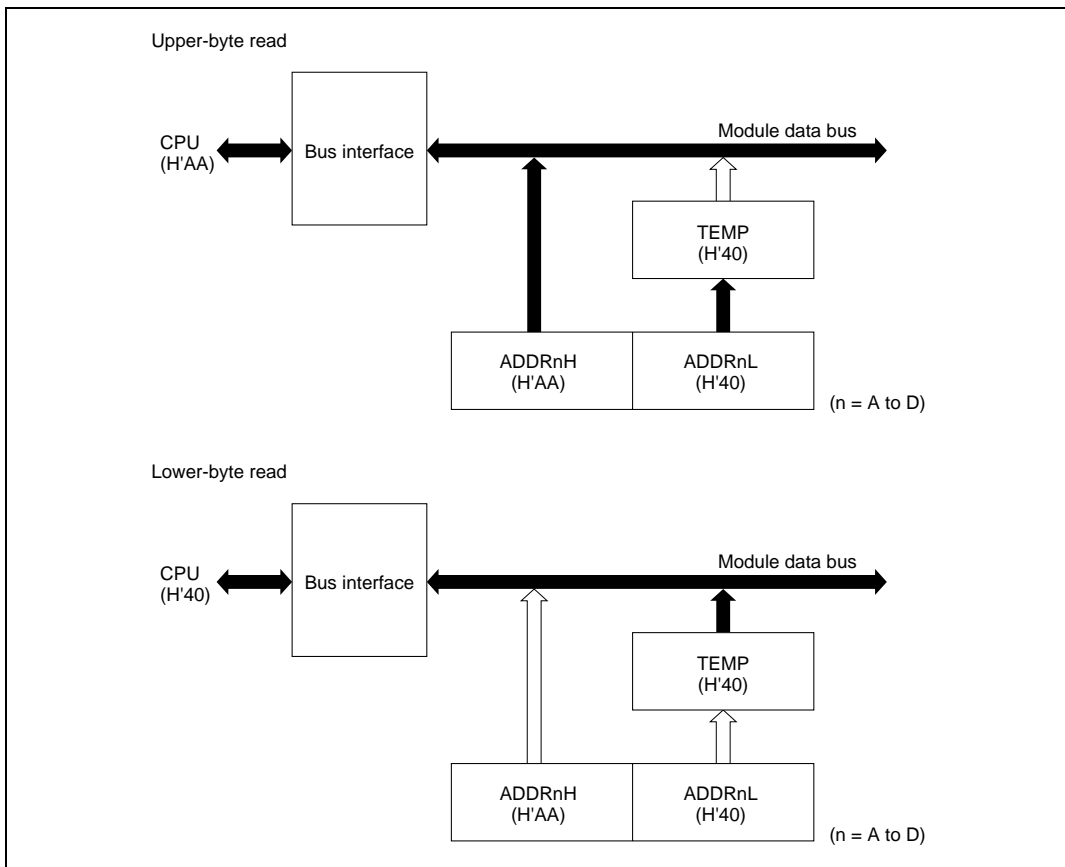 Upper-byte read
CPU
(H'AA)
Bus interface
Module data bus
TEMP
(H'40)
ADDRnH
(H'AA)
ADDRnL
(H'40)
(n = A to D)
Lower-byte read
CPU
(H'40)
Bus interface
Module data bus
TEMP
(H'40)
ADDRnH
(H'AA)
ADDRnL
(H'40)
(n = A to D)